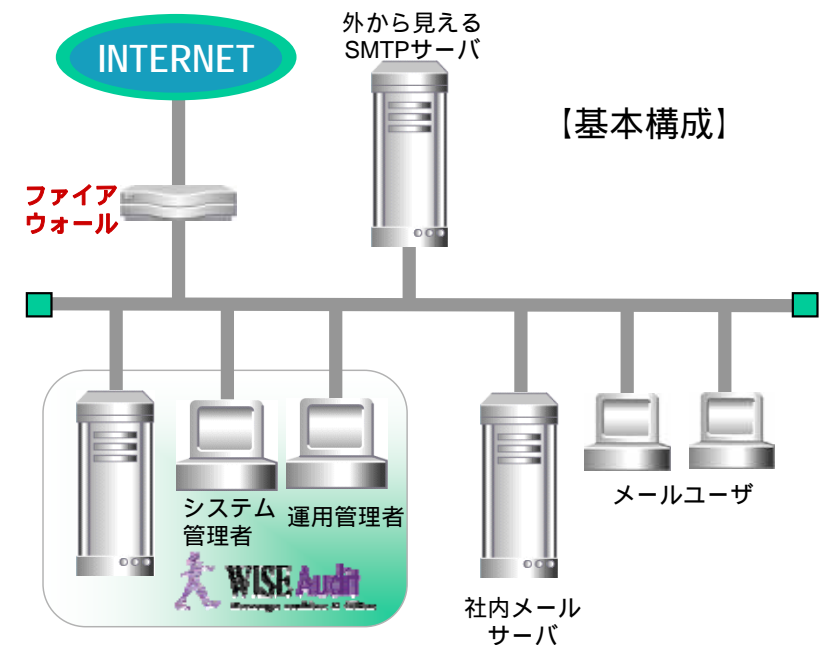 外から見える
SMTPサーバ
INTERNET
【基本構成】
ファイア
ウォール
システム
管理者
運用管理者
メールユーザ
WISE Audit
社内メール
サーバ